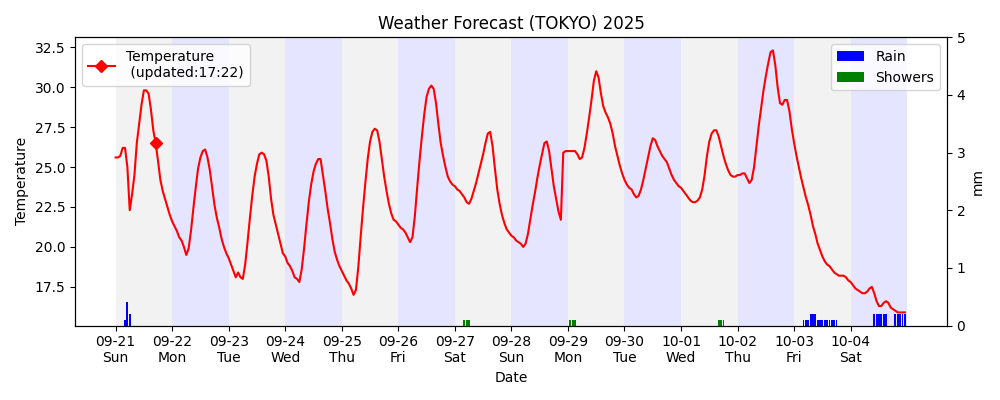 Weather Forecast (TOKYO) 2025
Temperature
(updated:17:22)
Rain
Showers
Temperature
32.5
30.0
27.5
25.0
22.5
20.0
17.5
5
4
3
2
1
0
mm
09-21 09-22 09-23 09-24 09-25 09-26 09-27 09-28 09-29 09-30 10-01 10-02 10-03 10-04
Sun Mon Tue Wed Thu Fri Sat Sun Mon Tue Wed Thu Fri Sat
Date